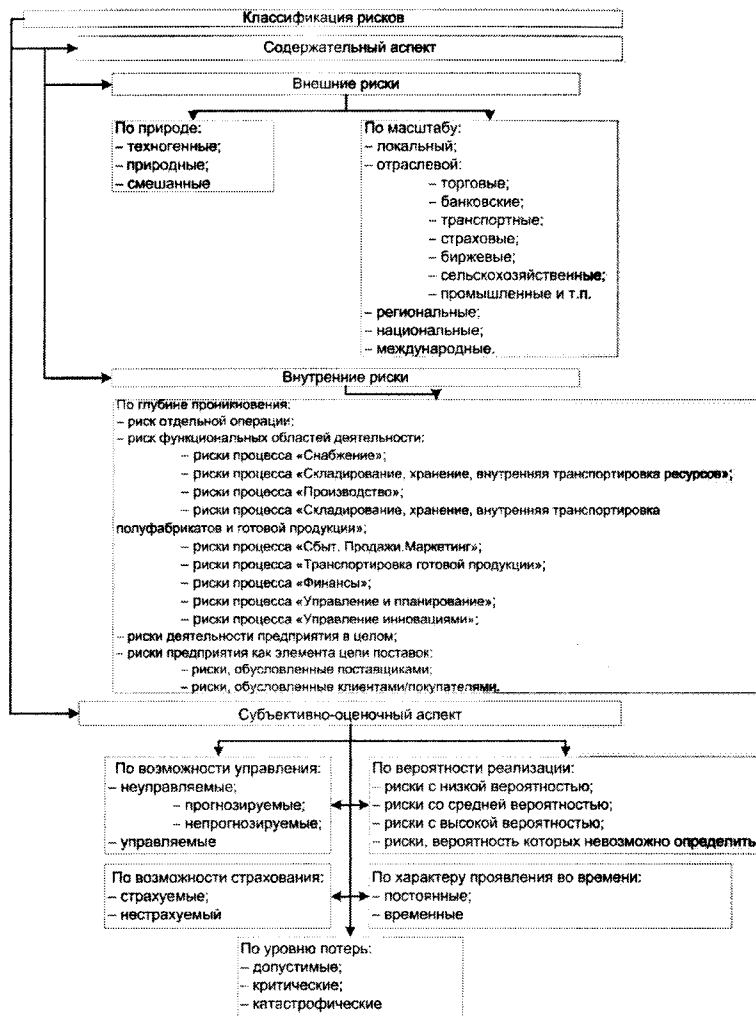 Классификация рисков
Содержательный аспект
Внешние риски
По природе:
– техногенные;
– природные;
– смешанные
По масштабу:
– локальный;
– отраслевой:
– торговые;
– банковские;
– транспортные;
– страховые;
– биржевые;
– сельскохозяйственные;
– промышленные и т.п.
– региональные;
– национальные;
– международные.
Внутренние риски
По глубине проникновения:
– риск отдельной операции;
– риск функциональных областей деятельности:
– риски процесса «Снабжение»;
– риски процесса «Складирование, хранение, внутренняя транспортировка ресурсов»;
– риски процесса «Производство»;
– риски процесса «Складирование, хранение, внутренняя транспортировка
полуфабрикатов и готовой продукции»;
– риски процесса «Сбыт. Продажи.Маркетинг»;
– риски процесса «Транспортировка готовой продукции»;
– риски процесса «Финансы»;
– риски процесса «Управление и планирование»;
– риски процесса «Управление инновациями»;
– риски деятельности предприятия в целом;
– риски предприятия как элемента цепи поставок:
– риски, обусловленные поставщиками;
– риски, обусловленные клиентами/покупателями.
Субъективно-оценочный аспект
По возможности управления:
– неуправляемые;
– прогнозируемые;
– непрогнозируемые;
– управляемые
По вероятности реализации:
– риски с низкой вероятностью;
– риски со средней вероятностью;
– риски с высокой вероятностью;
– риски, вероятность которых невозможно определить
По возможности страхования:
– страхуемые;
– нестрахуемый
По характеру проявления во времени:
– постоянные;
– временные
По уровню потерь:
– допустимые;
– критические;
– катастрофические